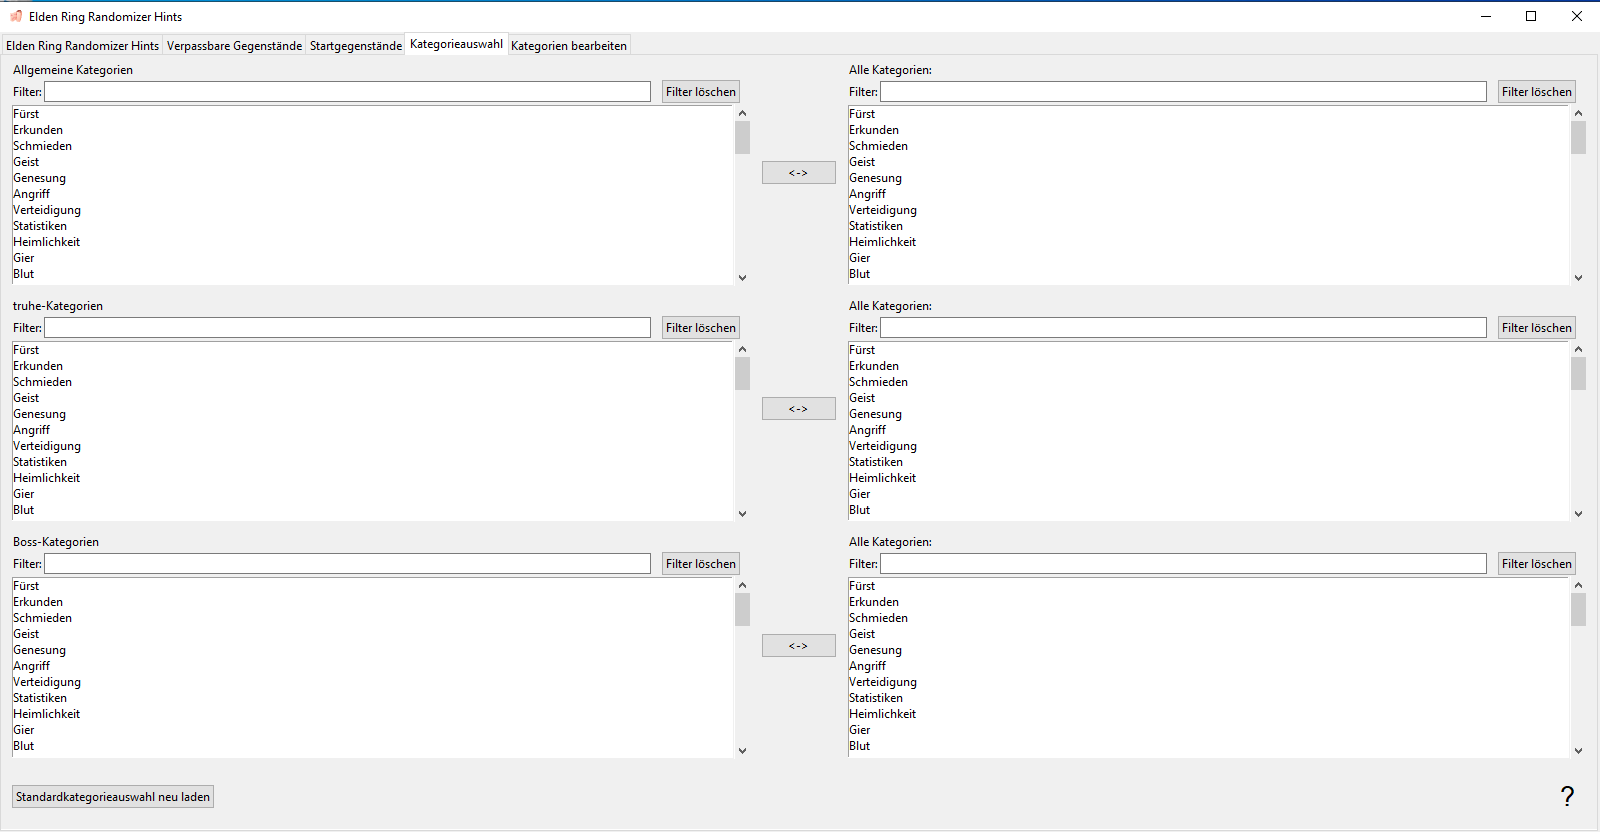 Elden Ring Randomizer Hints
Elden Ring Randomizer Hints Verpassbare Gegenstände Startgegenstände Kategorieauswahl Kategorien bearbeiten
Allgemeine Kategorien
Filter: Filter löschen
Fürst
Erkunden
Schmieden
Geist
Genesung
Angriff
Verteidigung
Statistiken
Heimlichkeit
Gier
Blut
<->
Alle Kategorien:
Filter: Filter löschen
Fürst
Erkunden
Schmieden
Geist
Genesung
Angriff
Verteidigung
Statistiken
Heimlichkeit
Gier
Blut
truhe-Kategorien
Filter: Filter löschen
Fürst
Erkunden
Schmieden
Geist
Genesung
Angriff
Verteidigung
Statistiken
Heimlichkeit
Gier
Blut
<->
Alle Kategorien:
Filter: Filter löschen
Fürst
Erkunden
Schmieden
Geist
Genesung
Angriff
Verteidigung
Statistiken
Heimlichkeit
Gier
Blut
Boss-Kategorien
Filter: Filter löschen
Fürst
Erkunden
Schmieden
Geist
Genesung
Angriff
Verteidigung
Statistiken
Heimlichkeit
Gier
Blut
<->
Alle Kategorien:
Filter: Filter löschen
Fürst
Erkunden
Schmieden
Geist
Genesung
Angriff
Verteidigung
Statistiken
Heimlichkeit
Gier
Blut
Standardkategorieauswahl neu laden
?